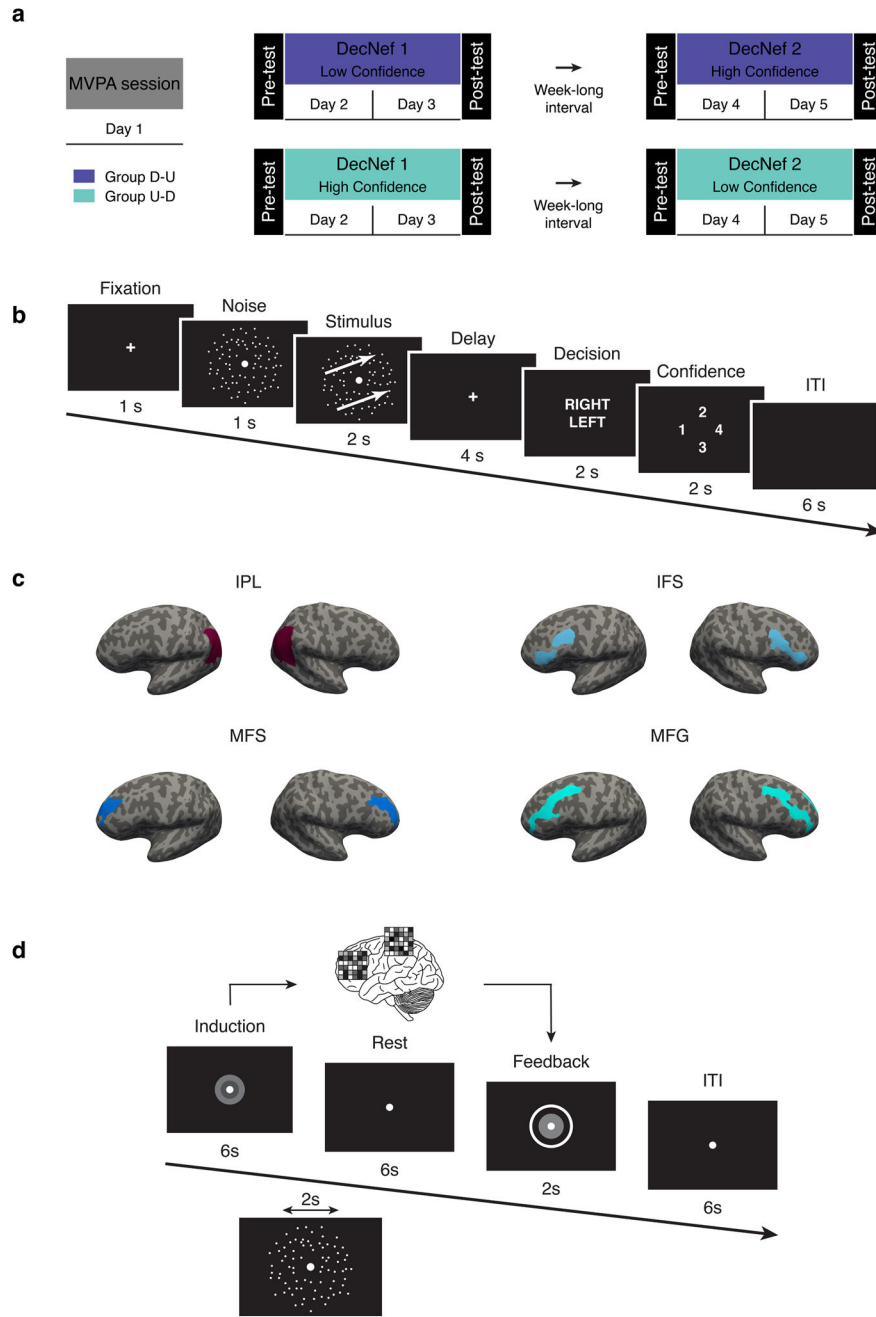 a
MVPA session
Day 1
Group D-U
Group U-D
Pre-test
DecNef 1
Low Confidence
Day 2
Day 3
Post-test
Week-long
interval
Pre-test
DecNef 2
High Confidence
Day 4
Day 5
Post-test
Pre-test
DecNef 1
High Confidence
Day 2
Day 3
Post-test
Week-long
interval
Pre-test
DecNef 2
Low Confidence
Day 4
Day 5
Post-test
b
Fixation
1 s
Noise
1 s
Stimulus
2 s
Delay
4 s
Decision
RIGHT
LEFT
2 s
Confidence
2
1 4
3
2 s
ITI
6 s
c
IPL
IFS
MFS
MFG
d
Induction
6s
Rest
6s
Feedback
2s
ITI
6s
2s